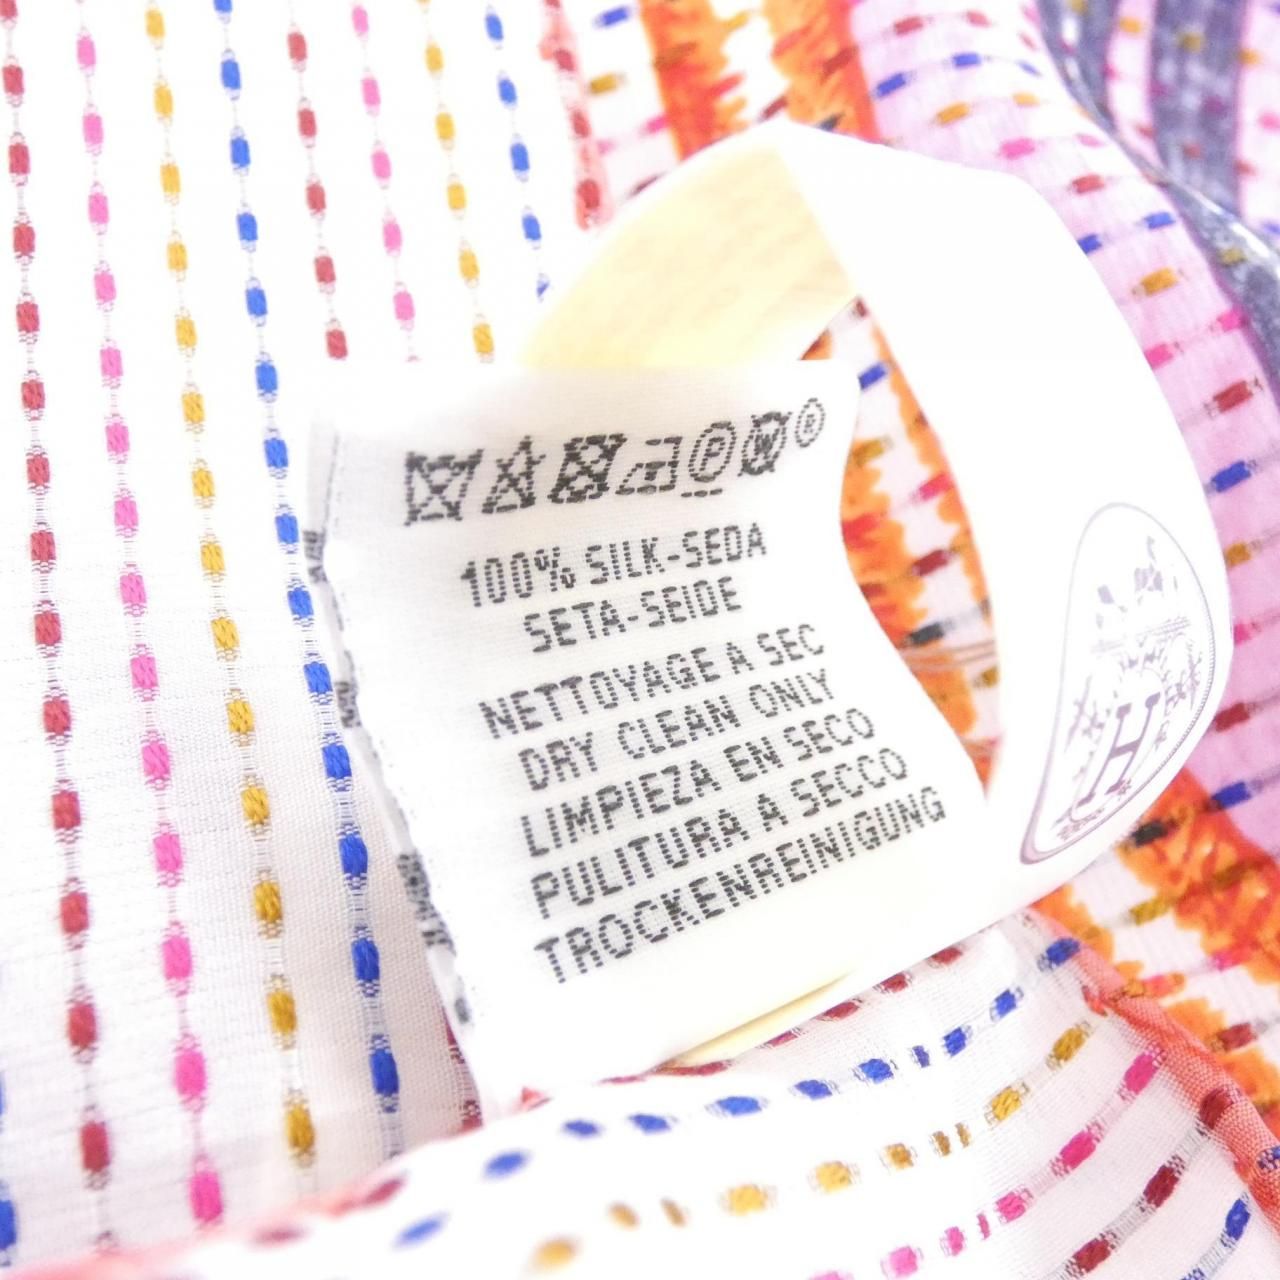 P W ®
100% SILK-SEDA
SETA-SEIDE
NETTOYAGE A SEC
DRY CLEAN ONLY
LIMPIEZA EN SECO
PULITURA A SECCO
TROCKENREINIGUNG
H